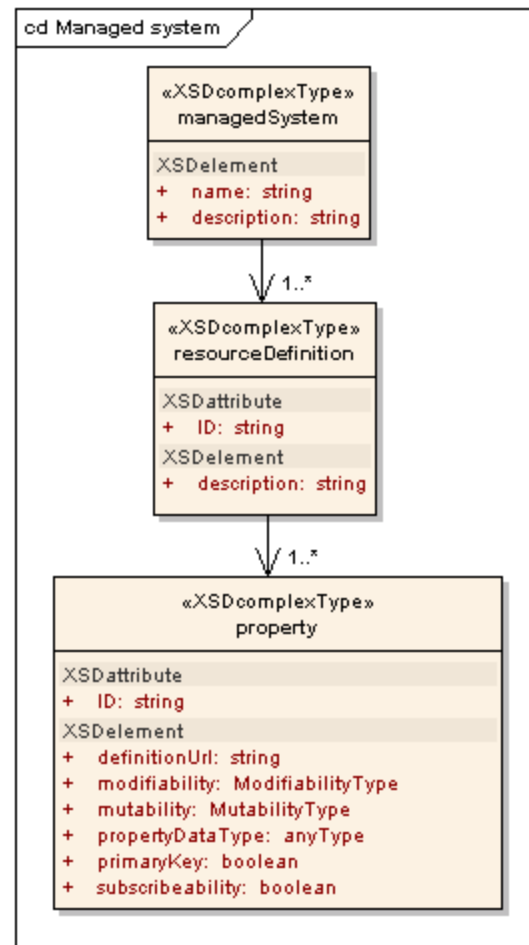 cd Managed system
«XSDcomplexType»
managedSystem
XSDelement
+ name: string
+ description: string
1..*
«XSDcomplexType»
resourceDefinition
XSDattribute
+ ID: string
XSDelement
+ description: string
1..*
«XSDcomplexType»
property
XSDattribute
+ ID: string
XSDelement
+ definitionUrl: string
+ modifiability: ModifiabilityType
+ mutability: MutabilityType
+ propertyDataType: anyType
+ primaryKey: boolean
+ subscribeability: boolean